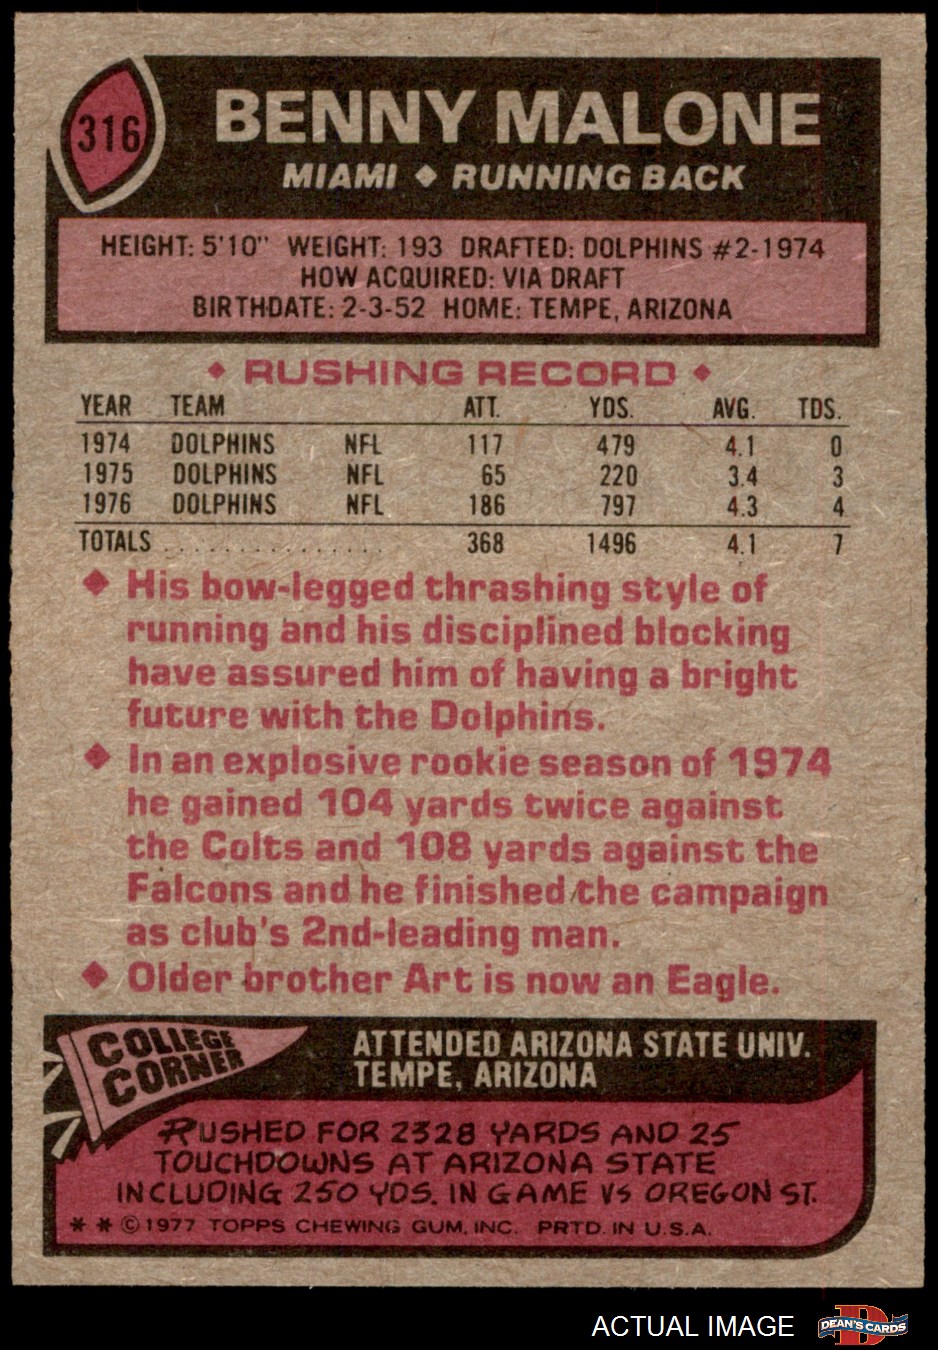 316
BENNY MALONE
MIAMI ♦ RUNNING BACK
HEIGHT: 5'10" WEIGHT: 193 DRAFTED: DOLPHINS #2-1974
HOW ACQUIRED: VIA DRAFT
BIRTHDATE: 2-3-52 HOME: TEMPE, ARIZONA
♦ RUSHING RECORD ♦
YEAR TEAM ATT. YDS. AVG. TDS.
1974 DOLPHINS NFL 117 479 4.1 0
1975 DOLPHINS NFL 65 220 3.4 3
1976 DOLPHINS NFL 186 797 4.3 4
TOTALS . . . . . . . . . . . . . . . 368 1496 4.1 7
♦ His bow-legged thrashing style of
running and his disciplined blocking
have assured him of having a bright
future with the Dolphins.
♦ In an explosive rookie season of 1974
he gained 104 yards twice against
the Colts and 108 yards against the
Falcons and he finished the campaign
as club's 2nd-leading man.
♦ Older brother Art is now an Eagle.
COLLEGE
CORNER
ATTENDED ARIZONA STATE UNIV.
TEMPE, ARIZONA
RUSHED FOR 2328 YARDS AND 25
TOUCHDOWNS AT ARIZONA STATE
INCLUDING 250 YDS. IN GAME VS OREGON ST.
* * © 1977 TOPPS CHEWING GUM, INC. PRTD. IN U.S.A.
ACTUAL IMAGE
DEAN'S CARDS